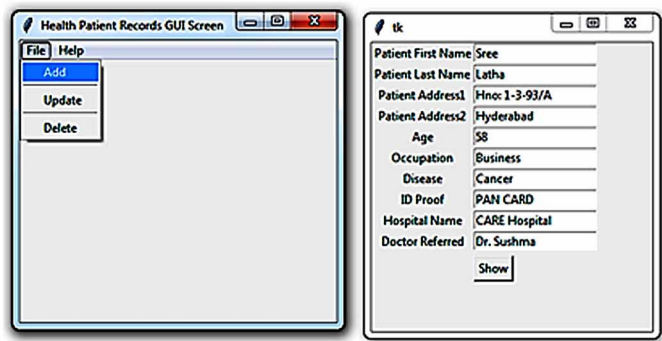 Health Patient Records GUI Screen
File Help
Add
Update
Delete
tk
Patient First Name Sree
Patient Last Name Latha
Patient Address1 Hno: 1-3-93/A
Patient Address2 Hyderabad
Age 58
Occupation Business
Disease Cancer
ID Proof PAN CARD
Hospital Name CARE Hospital
Doctor Referred Dr. Sushma
Show